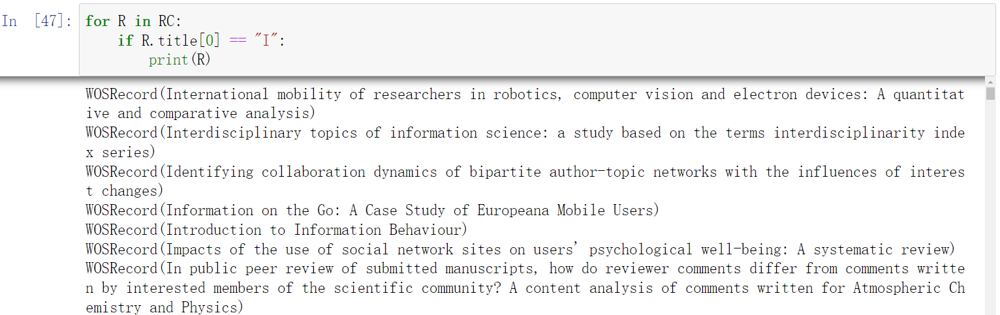 In [47]: for R in RC:
if R.title[0] == "I":
print(R)
WOSRecord(International mobility of researchers in robotics, computer vision and electron devices: A quantitat
ive and comparative analysis)
WOSRecord(Interdisciplinary topics of information science: a study based on the terms interdisciplinarity inde
x series)
WOSRecord(Identifying collaboration dynamics of bipartite author-topic networks with the influences of interes
t changes)
WOSRecord(Information on the Go: A Case Study of Europeana Mobile Users)
WOSRecord(Introduction to Information Behaviour)
WOSRecord(Impacts of the use of social network sites on users' psychological well-being: A systematic review)
WOSRecord(In public peer review of submitted manuscripts, how do reviewer comments differ from comments writte
n by interested members of the scientific community? A content analysis of comments written for Atmospheric Ch
emistry and Physics)